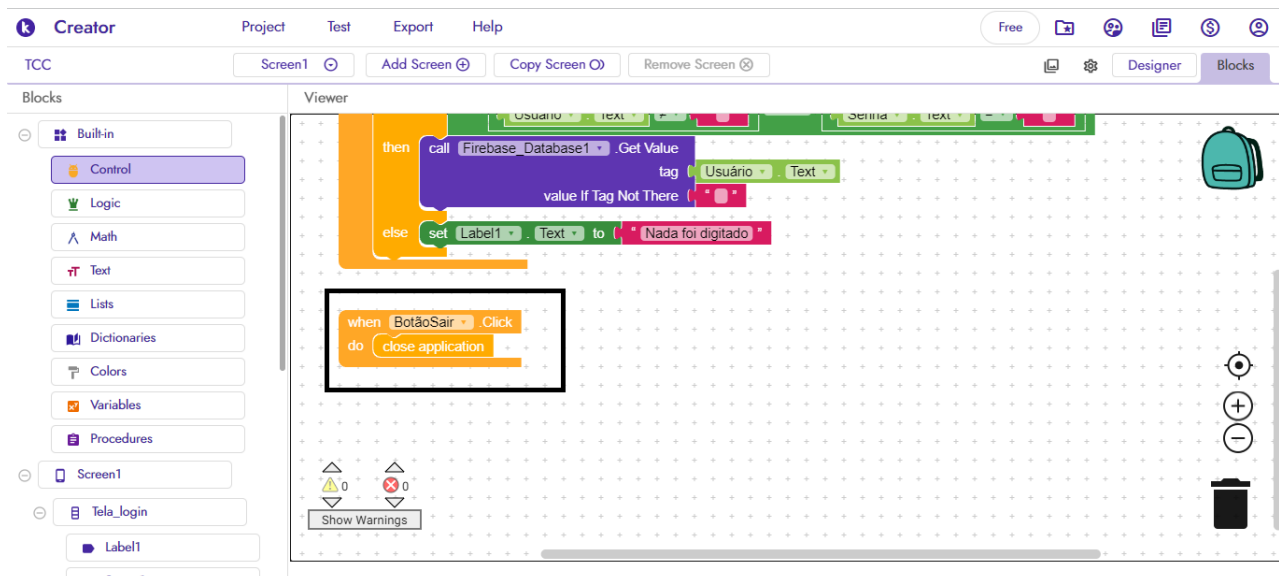 Creator Project Test Export Help Free
TCC Screen1 Add Screen Copy Screen Remove Screen Designer Blocks
Blocks Viewer
Built-in
Control
Logic
Math
Text
Lists
Dictionaries
Colors
Variables
Procedures
Screen1
Tela_login
Label1
Usuário . Text ≠ Senha . Text =
then call Firebase_Database1 .Get Value
tag Usuário . Text
value If Tag Not There " "
else set Label1 . Text to " Nada foi digitado "
when BotãoSair .Click
do close application
0 0
Show Warnings